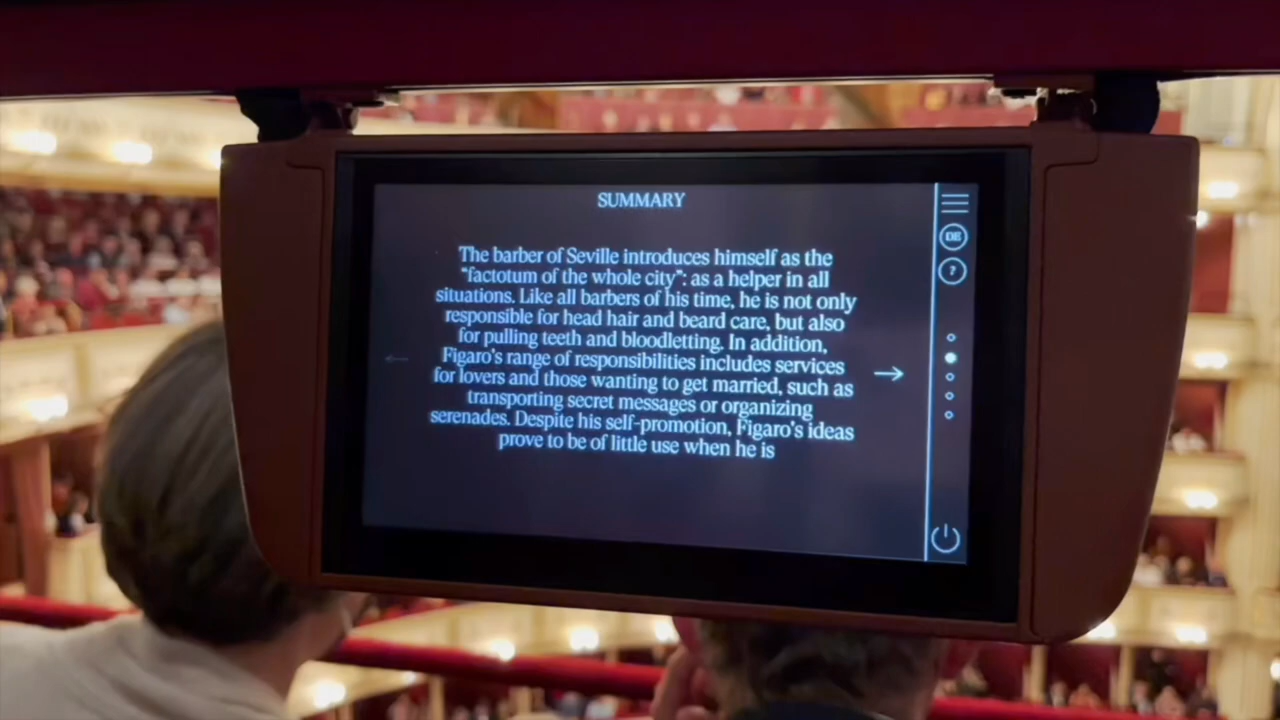 SUMMARY
DE
?
The barber of Seville introduces himself as the
"factotum of the whole city": as a helper in all
situations. Like all barbers of his time, he is not only
responsible for head hair and beard care, but also
for pulling teeth and bloodletting. In addition,
Figaro's range of responsibilities includes services
for lovers and those wanting to get married, such as
transporting secret messages or organizing
serenades. Despite his self-promotion, Figaro's ideas
prove to be of little use when he is